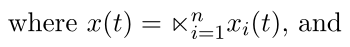 where $x(t) = \ltimes_{i=1}^{n} x_i(t)$, and